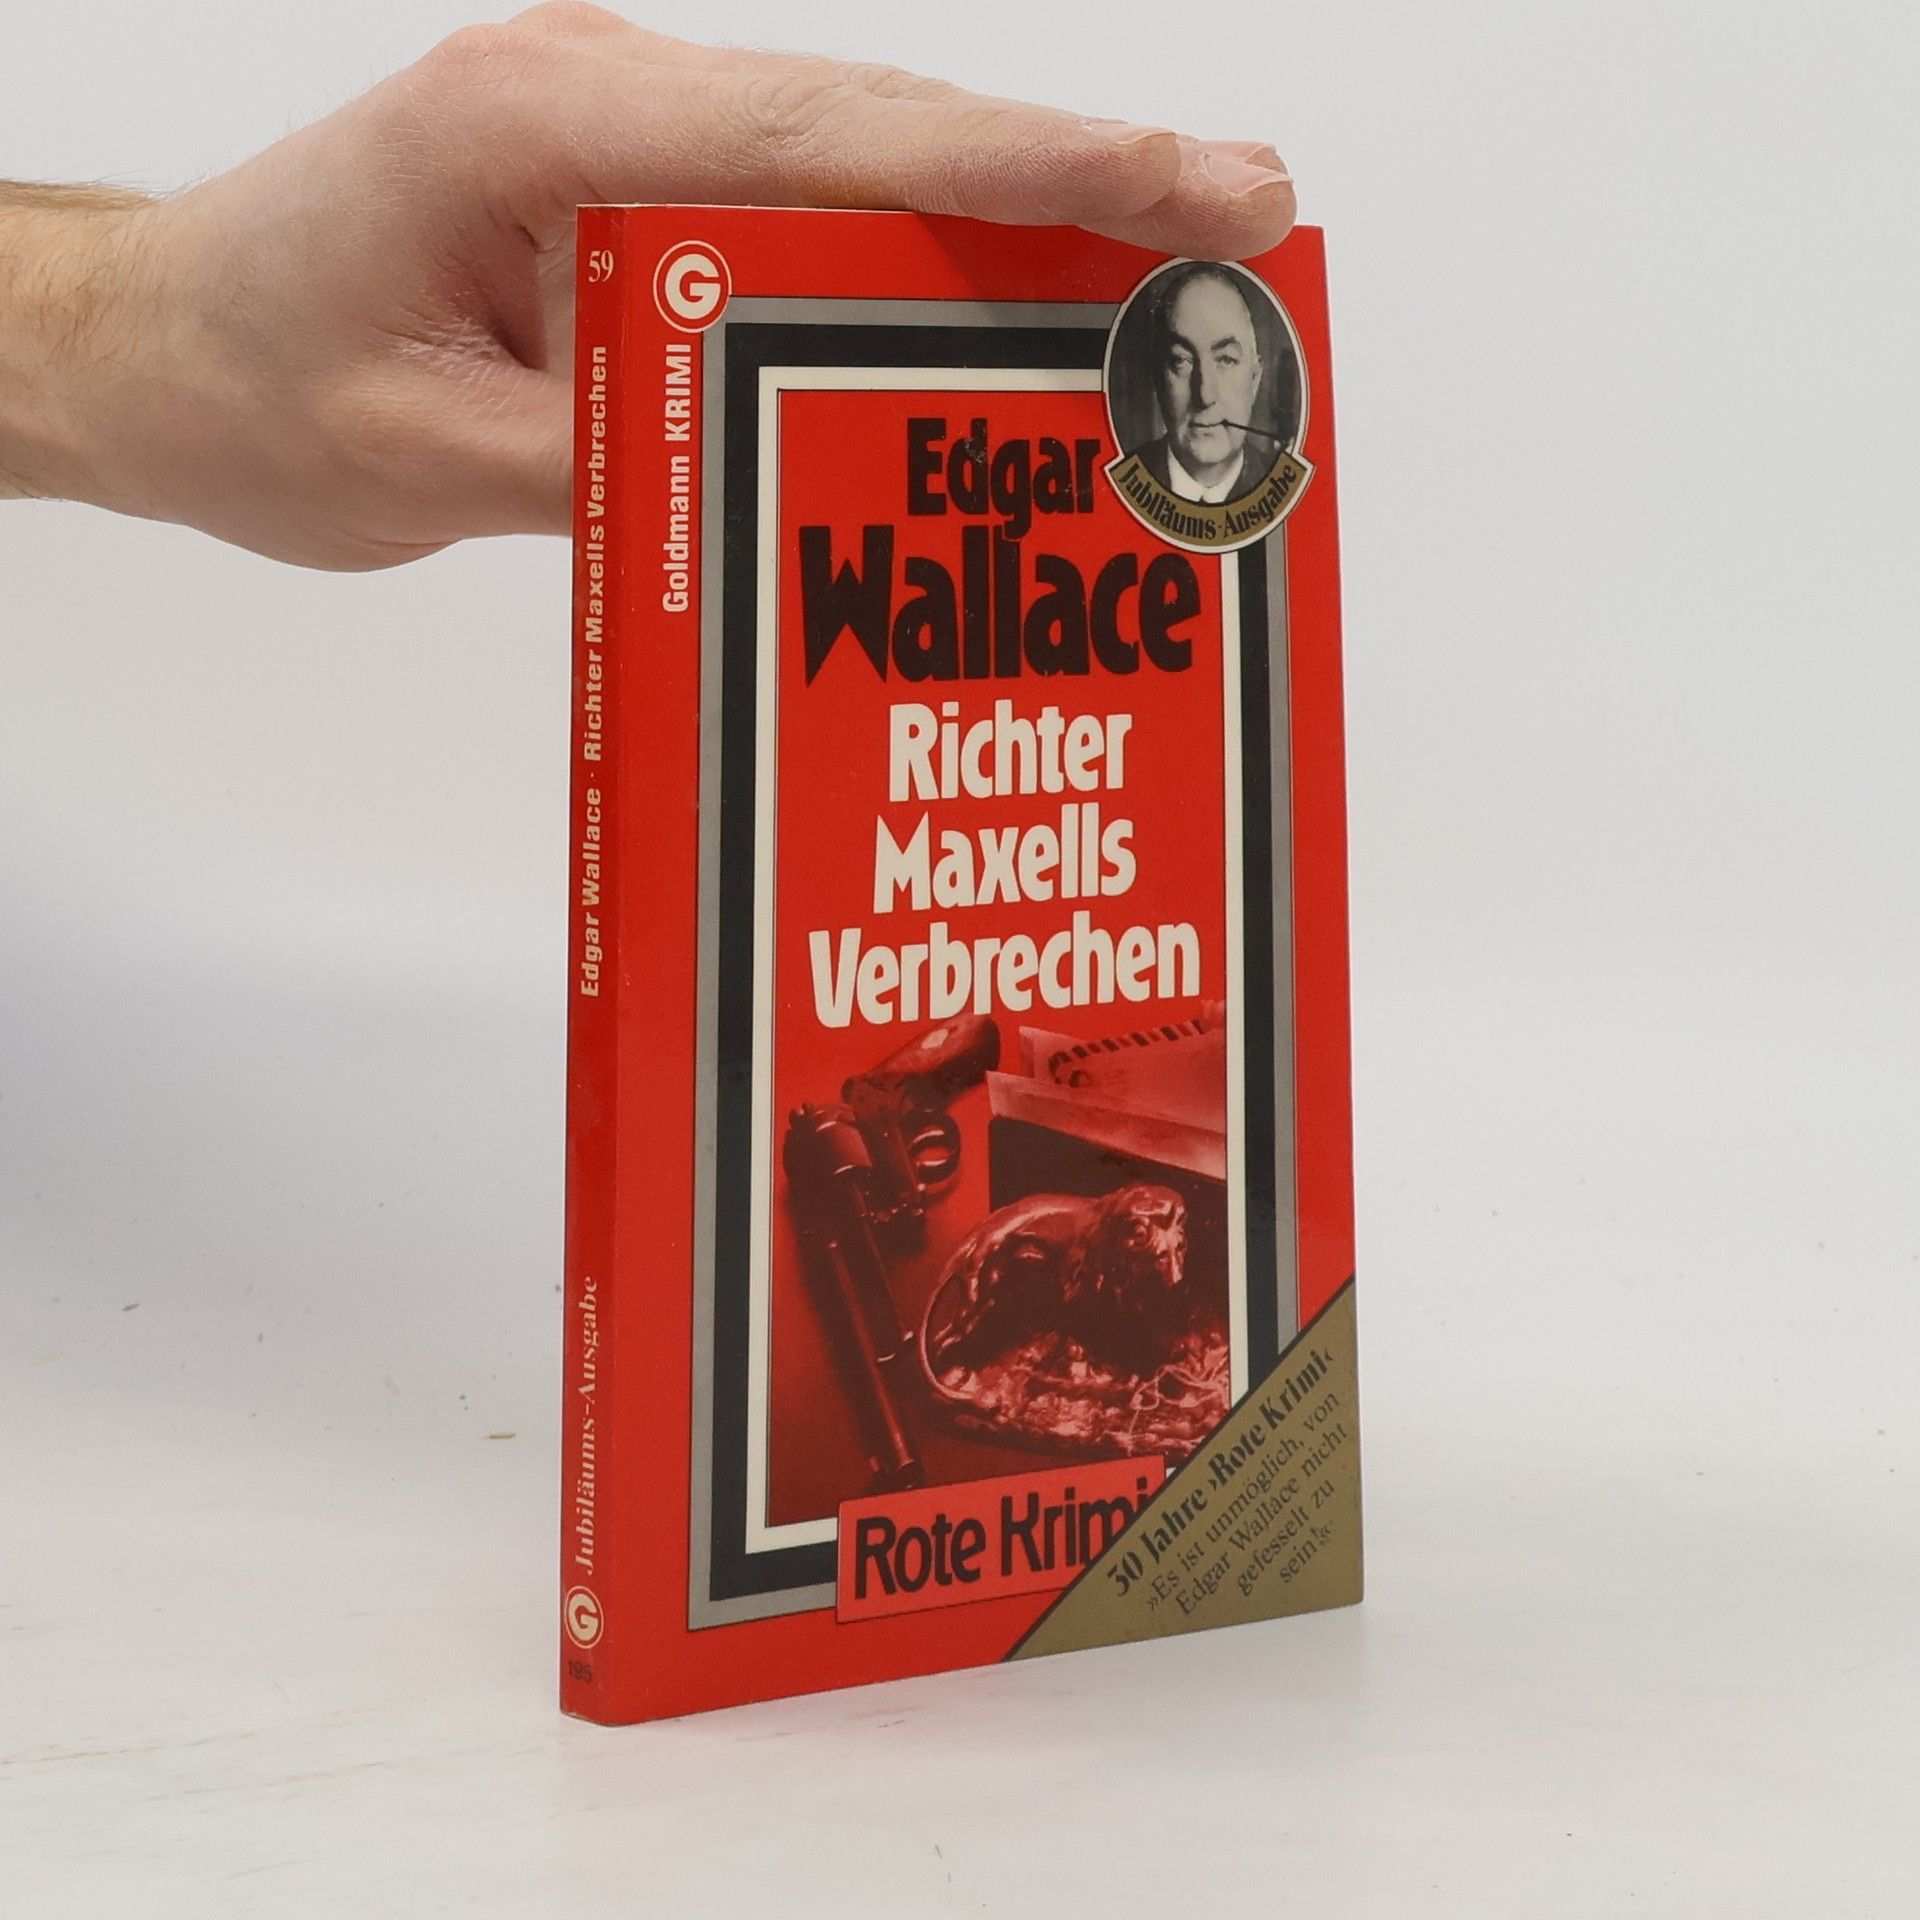 59
Edgar Wallace · Richter Maxells Verbrechen
Jubiläums-Ausgabe
G
195
G
Goldmann KRIMI
Jubiläums-Ausgabe
Edgar
Wallace
Richter
Maxells
Verbrechen
Rote Krimi
30 Jahre ›Rote Krimi‹
»Es ist unmöglich, von
Edgar Wallace nicht
gefesselt zu
sein!«